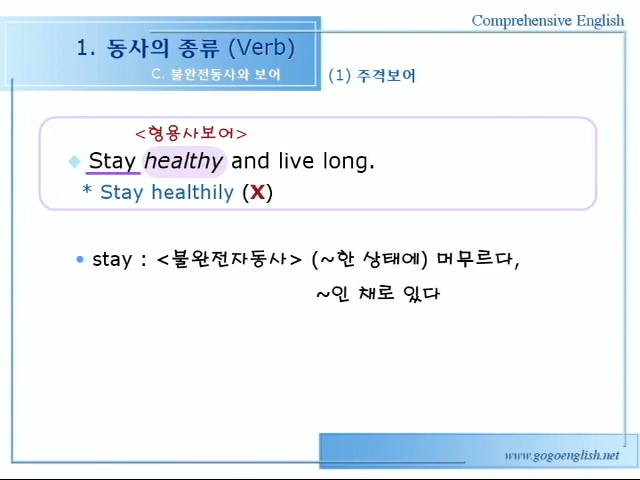 Comprehensive English
1. 동사의 종류 (Verb)
C. 불완전동사와 보어
(1) 주격보어
<형용사보어>
Stay healthy and live long.
* Stay healthily (X)
• stay : <불완전자동사> (~한 상태에) 머무르다,
~인 채로 있다
www.gogoenglish.net